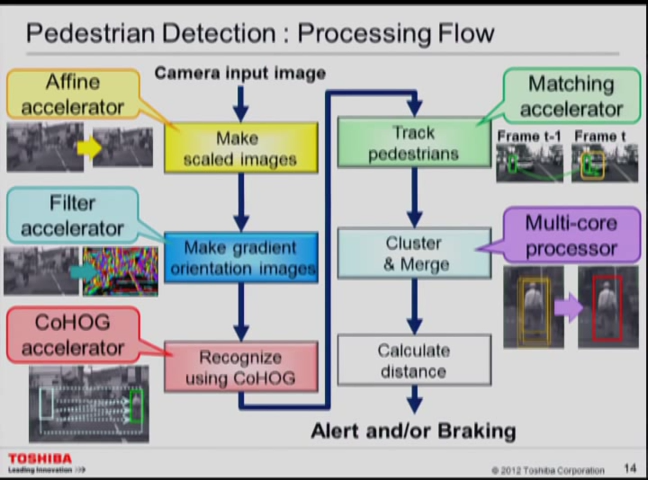 Pedestrian Detection : Processing Flow
Camera input image
Affine
accelerator
Make
scaled images
Filter
accelerator
Make gradient
orientation images
CoHOG
accelerator
Recognize
using CoHOG
Matching
accelerator
Track
pedestrians
Frame t-1 Frame t
Multi-core
processor
Cluster
& Merge
Calculate
distance
Alert and/or Braking
TOSHIBA
Leading Innovation >>>
© 2012 Toshiba Corporation 14